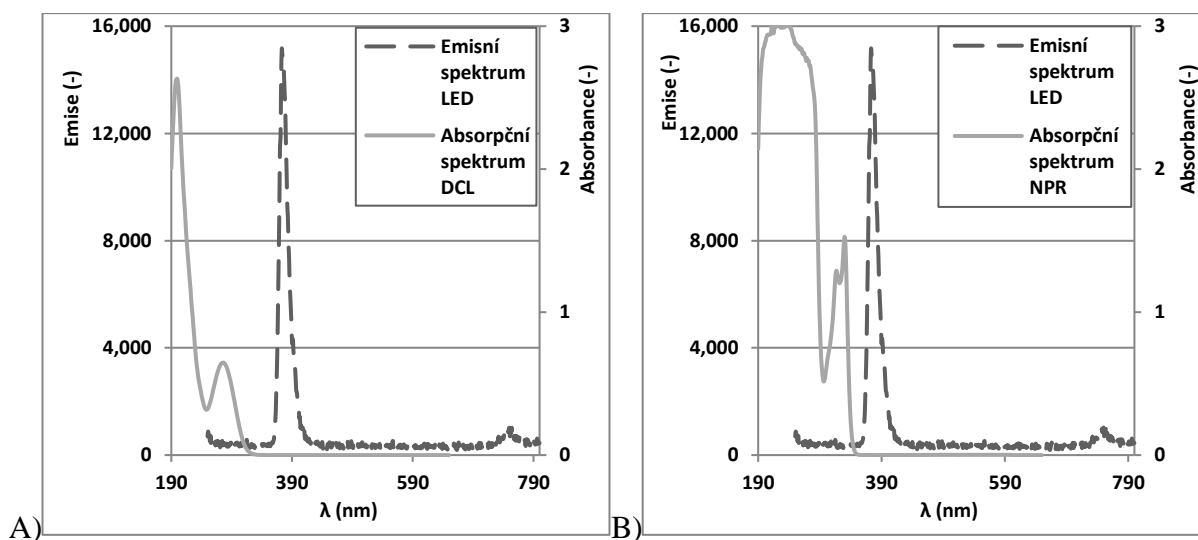 16,000
12,000
8,000
4,000
0
Emise (-)
3
2
1
0
Absorbance (-)
190
390
590
790
λ (nm)
Emisní
spektrum
LED
Absorpční
spektrum
DCL
A)
16,000
12,000
8,000
4,000
0
Emise (-)
3
2
1
0
Absorbance (-)
190
390
590
790
λ (nm)
Emisní
spektrum
LED
Absorpční
spektrum
NPR
B)